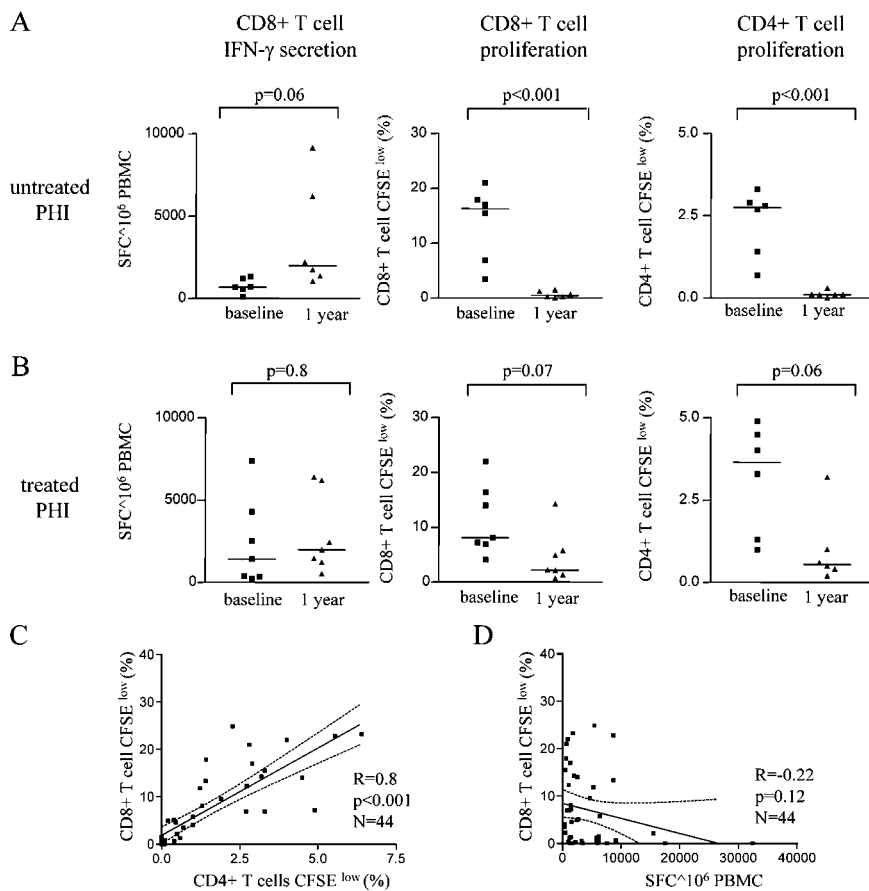 A
CD8+ T cell
IFN-γ secretion
CD8+ T cell
proliferation
CD4+ T cell
proliferation
untreated
PHI
p=0.06
SFC^10⁶ PBMC
10000
5000
0
baseline
1 year
p<0.001
CD8+ T cell CFSE low (%)
30
20
10
0
baseline
1 year
p<0.001
CD4+ T cell CFSE low (%)
5.0
2.5
0.0
baseline
1 year
B
treated
PHI
p=0.8
SFC^10⁶ PBMC
10000
5000
0
baseline
1 year
p=0.07
CD8+ T cell CFSE low (%)
30
20
10
0
baseline
1 year
p=0.06
CD4+ T cell CFSE low (%)
5.0
2.5
0.0
baseline
1 year
C
CD8+ T cell CFSE low (%)
40
30
20
10
0
0.0
2.5
5.0
7.5
CD4+ T cells CFSE low (%)
R=0.8
p<0.001
N=44
D
CD8+ T cell CFSE low (%)
40
30
20
10
0
0
10000
20000
30000
40000
SFC^10⁶ PBMC
R=-0.22
p=0.12
N=44